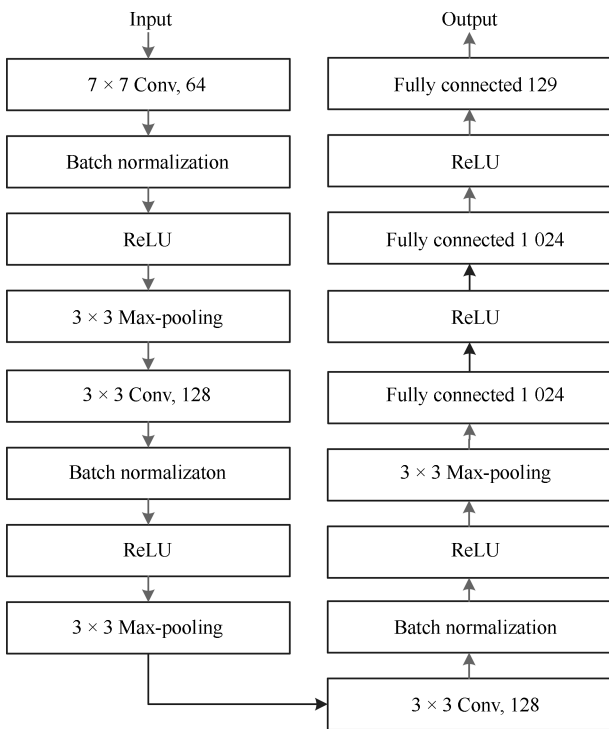 Input
7 × 7 Conv, 64
Batch normalization
ReLU
3 × 3 Max-pooling
3 × 3 Conv, 128
Batch normalizaton
ReLU
3 × 3 Max-pooling
3 × 3 Conv, 128
Batch normalization
ReLU
3 × 3 Max-pooling
Fully connected 1 024
ReLU
Fully connected 1 024
ReLU
Fully connected 129
Output